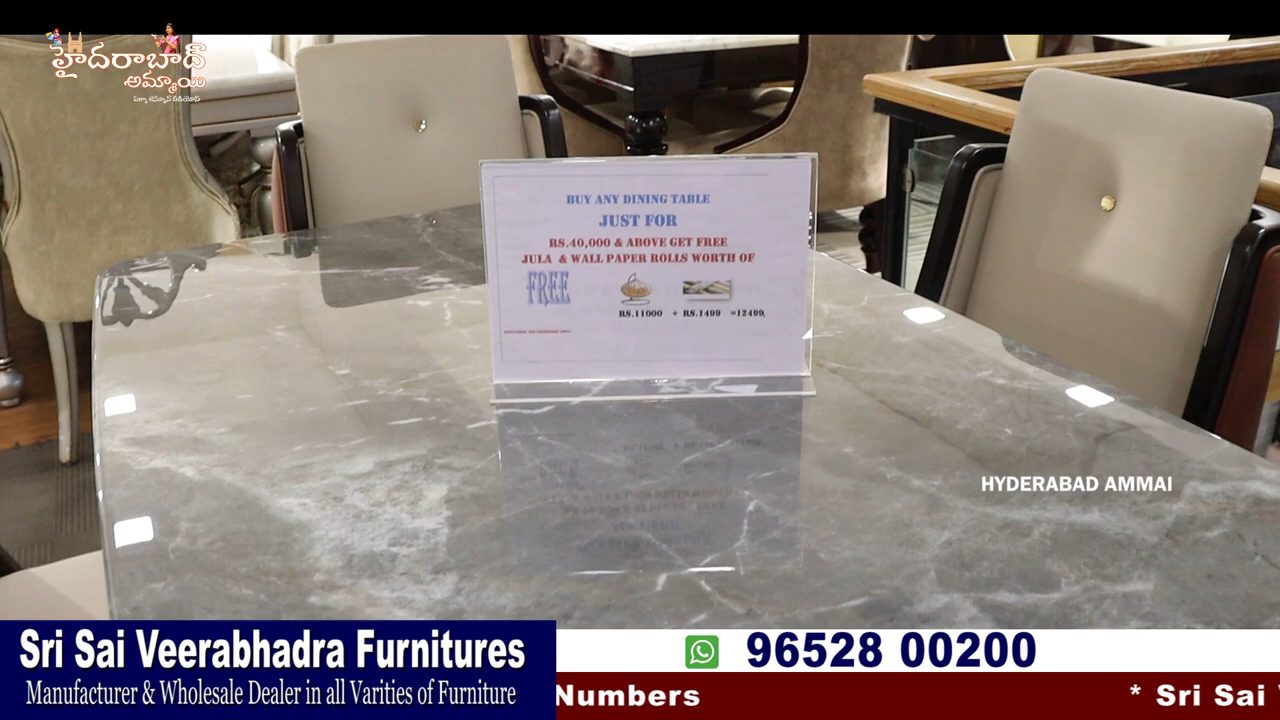 హైదరాబాద్
అమ్మాయి
BUY ANY DINING TABLE
JUST FOR
RS.40,000 & ABOVE GET FREE
JULA & WALL PAPER ROLLS WORTH OF
FREE
RS.11000 + RS.1499 =12499
HYDERABAD AMMAI
Sri Sai Veerabhadra Furnitures
Manufacturer & Wholesale Dealer in all Varities of Furniture
96528 00200
Numbers * Sri Sai